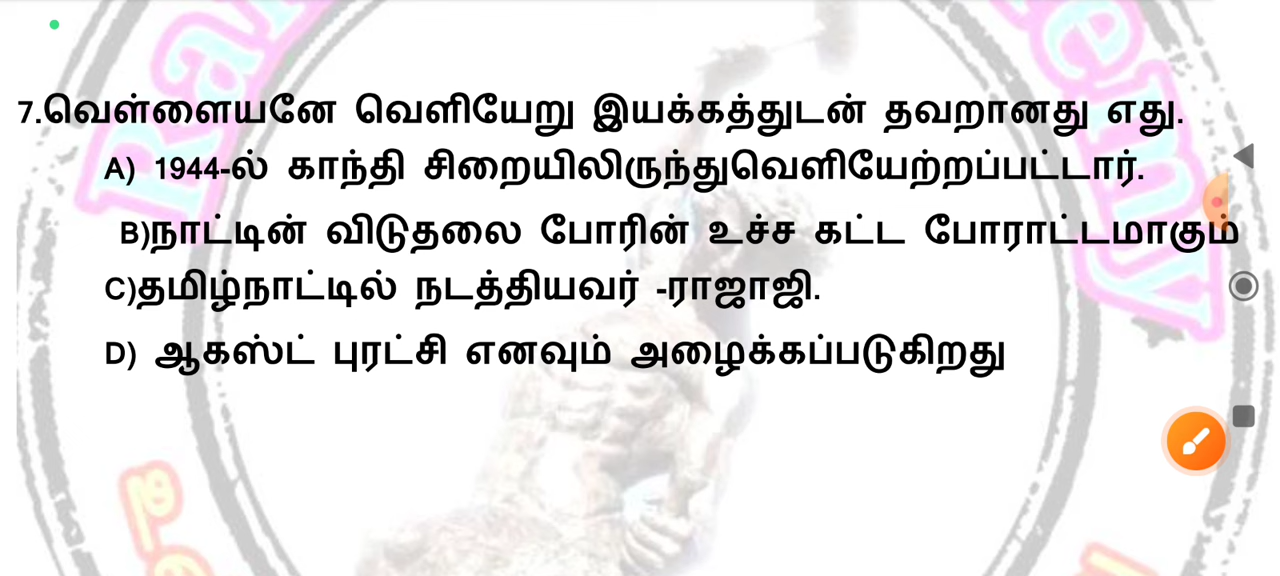 7.வெள்ளையனே வெளியேறு இயக்கத்துடன் தவறானது எது.
A) 1944-ல் காந்தி சிறையிலிருந்துவெளியேற்றப்பட்டார்.
B)நாட்டின் விடுதலை போரின் உச்ச கட்ட போராட்டமாகும்
C)தமிழ்நாட்டில் நடத்தியவர் -ராஜாஜி.
D) ஆகஸ்ட் புரட்சி எனவும் அழைக்கப்படுகிறது